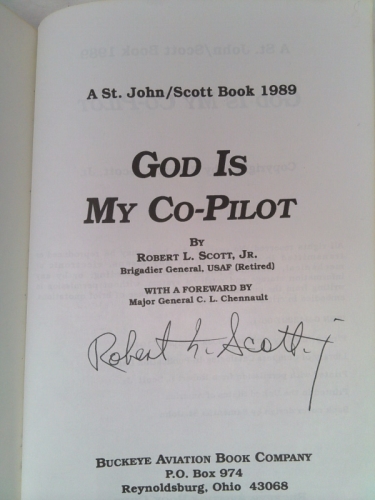 A St. John/Scott Book 1989
GOD IS
MY CO-PILOT
BY
ROBERT L. SCOTT, JR.
Brigadier General, USAF (Retired)
WITH A FOREWARD BY
Major General C. L. Chennault
Robert L. Scott, Jr
BUCKEYE AVIATION BOOK COMPANY
P.O. Box 974
Reynoldsburg, Ohio 43068